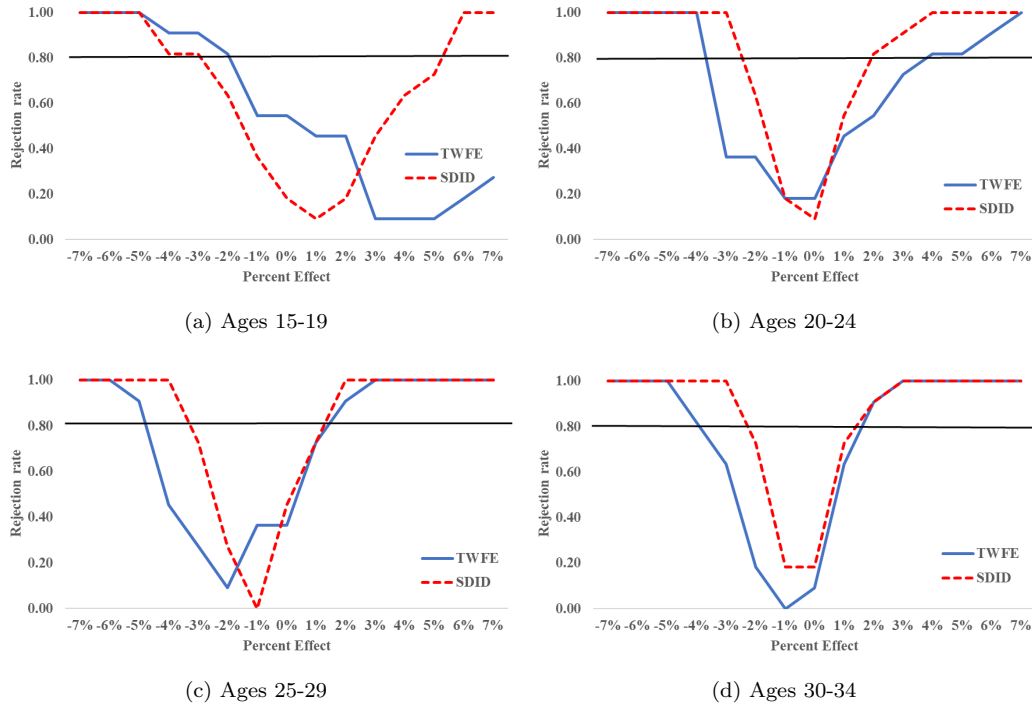 1.00
0.80
0.60
0.40
0.20
0.00
Rejection rate
TWFE
SDID
-7% -6% -5% -4% -3% -2% -1% 0% 1% 2% 3% 4% 5% 6% 7%
Percent Effect
(a) Ages 15-19
1.00
0.80
0.60
0.40
0.20
0.00
Rejection rate
TWFE
SDID
-7% -6% -5% -4% -3% -2% -1% 0% 1% 2% 3% 4% 5% 6% 7%
Percent Effect
(b) Ages 20-24
1.00
0.80
0.60
0.40
0.20
0.00
Rejection rate
TWFE
SDID
-7% -6% -5% -4% -3% -2% -1% 0% 1% 2% 3% 4% 5% 6% 7%
Percent Effect
(c) Ages 25-29
1.00
0.80
0.60
0.40
0.20
0.00
Rejection rate
TWFE
SDID
-7% -6% -5% -4% -3% -2% -1% 0% 1% 2% 3% 4% 5% 6% 7%
Percent Effect
(d) Ages 30-34